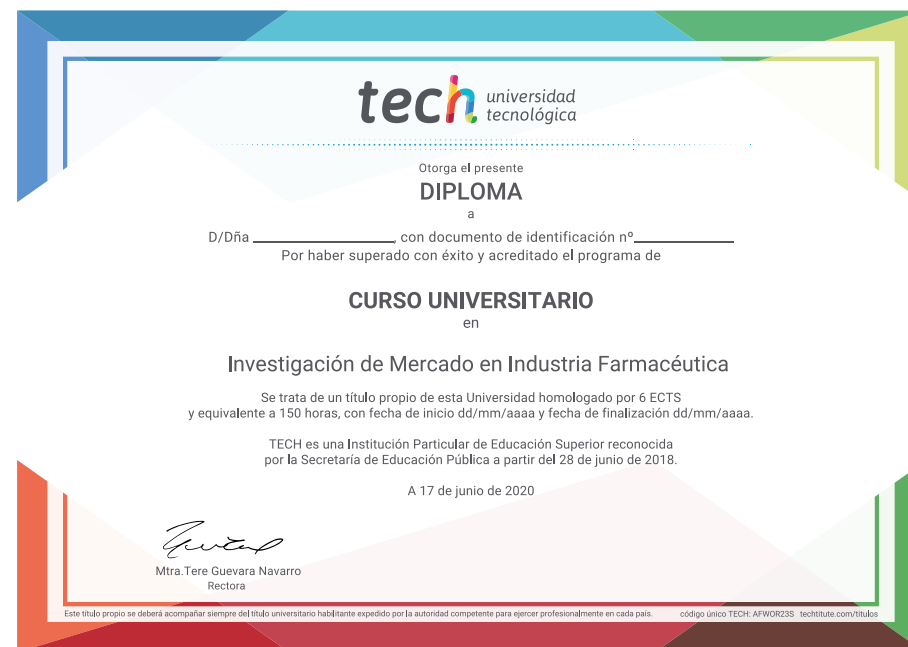 tech universidad
tecnológica
Otorga el presente
DIPLOMA
a
D/Dña ____________________, con documento de identificación nº______________
Por haber superado con éxito y acreditado el programa de
CURSO UNIVERSITARIO
en
Investigación de Mercado en Industria Farmacéutica
Se trata de un título propio de esta Universidad homologado por 6 ECTS
y equivalente a 150 horas, con fecha de inicio dd/mm/aaaa y fecha de finalización dd/mm/aaaa.
TECH es una Institución Particular de Educación Superior reconocida
por la Secretaría de Educación Pública a partir del 28 de junio de 2018.
A 17 de junio de 2020
Mtra.Tere Guevara Navarro
Rectora
Este título propio se deberá acompañar siempre del título universitario habilitante expedido por la autoridad competente para ejercer profesionalmente en cada país. código único TECH: AFWOR23S techtitute.com/titulos